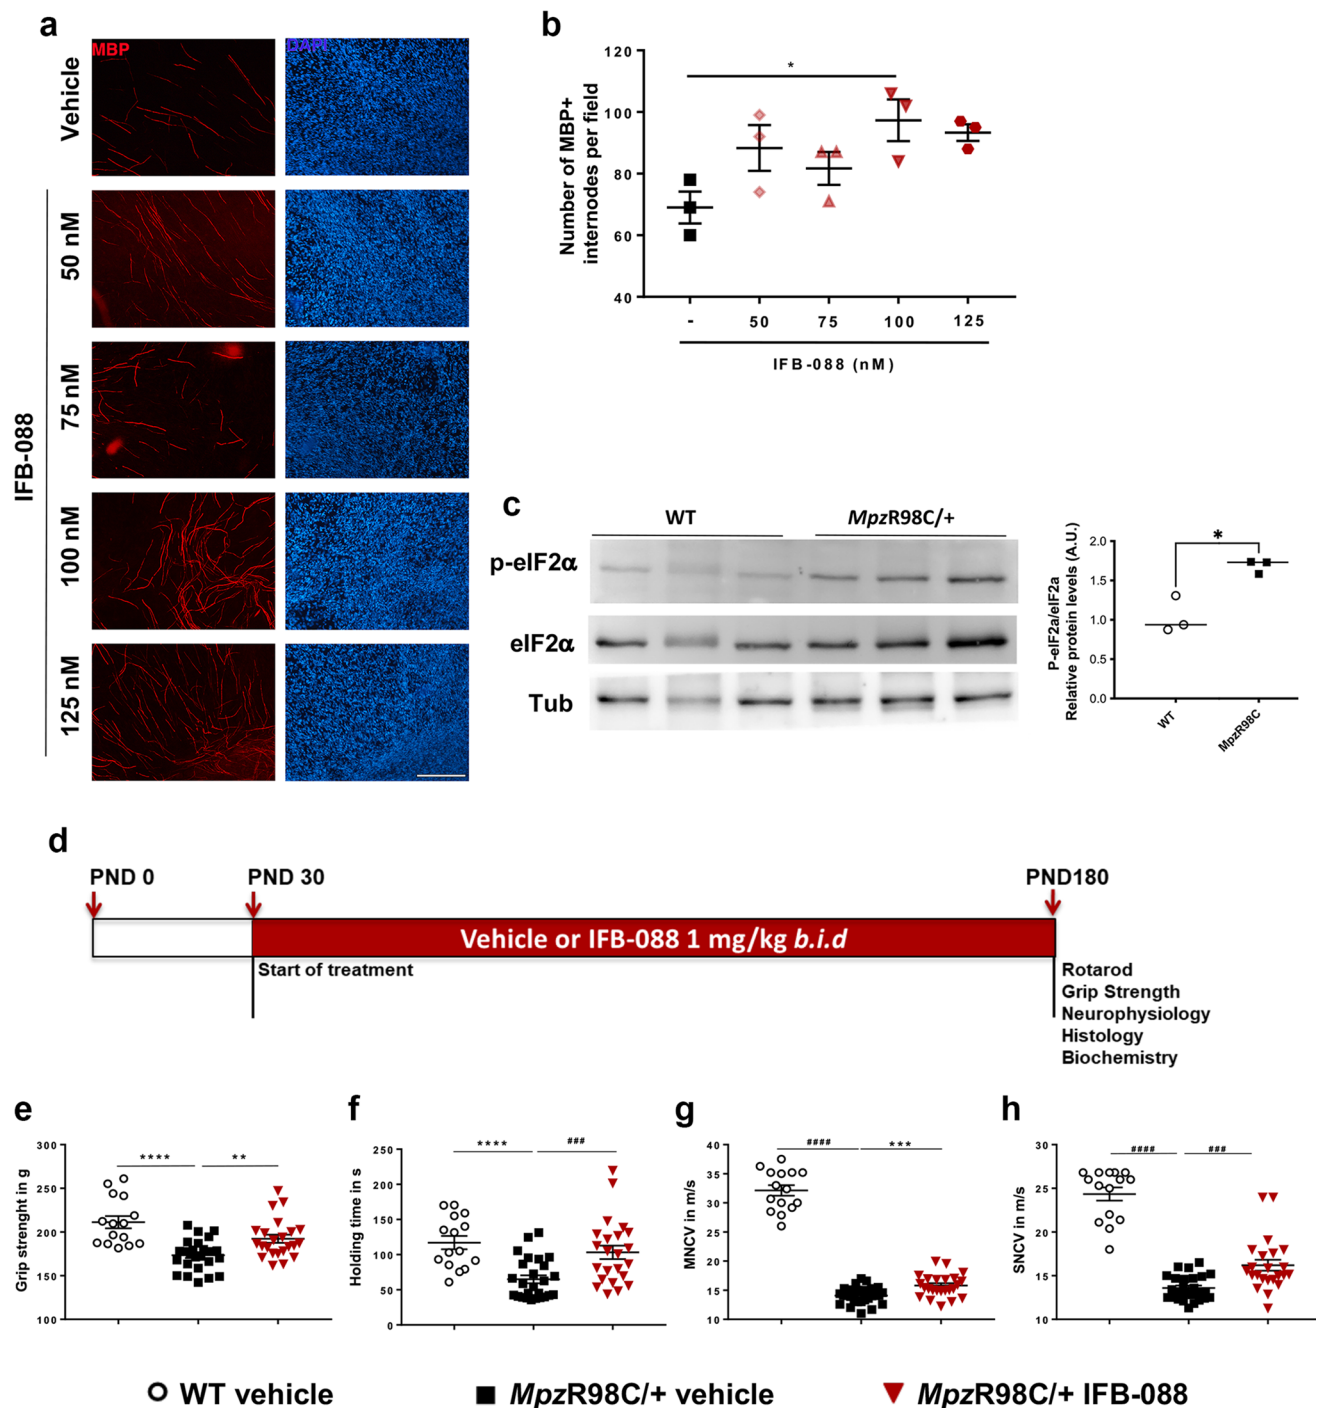 a
MBP
DAPI
Vehicle
50 nM
75 nM
100 nM
125 nM
IFB-088
b
Number of MBP+
internodes per field
120
100
80
60
40
*
-
50
75
100
125
IFB-088 (nM)
c
WT
MpzR98C/+
p-eIF2α
eIF2α
Tub
P-eIF2a/eIF2a
Relative protein levels (A.U.)
2.0
1.5
1.0
0.5
0.0
*
WT
MpzR98C
d
PND 0
PND 30
PND180
Vehicle or IFB-088 1 mg/kg b.i.d
Start of treatment
Rotarod
Grip Strength
Neurophysiology
Histology
Biochemistry
e
Grip strenght in g
300
250
200
150
100
****
**
f
Holding time in s
250
200
150
100
50
0
****
###
g
MNCV in m/s
40
35
30
25
20
15
10
####
***
h
SNCV in m/s
30
25
20
15
10
####
###
WT vehicle
MpzR98C/+ vehicle
MpzR98C/+ IFB-088